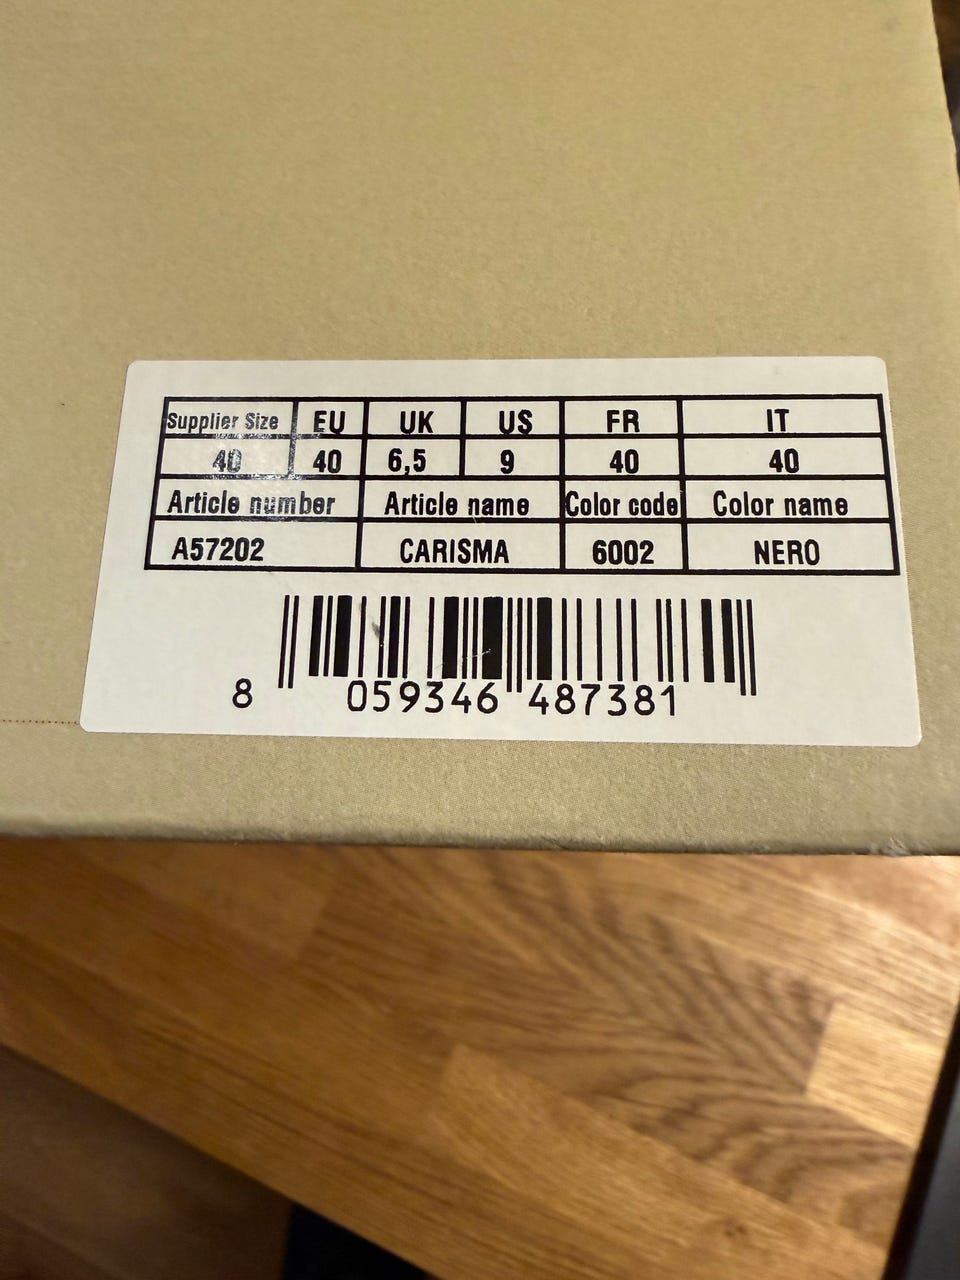 Supplier Size EU UK US FR IT
40 40 6,5 9 40 40
Article number Article name Color code Color name
A57202 CARISMA 6002 NERO
8 059346 487381